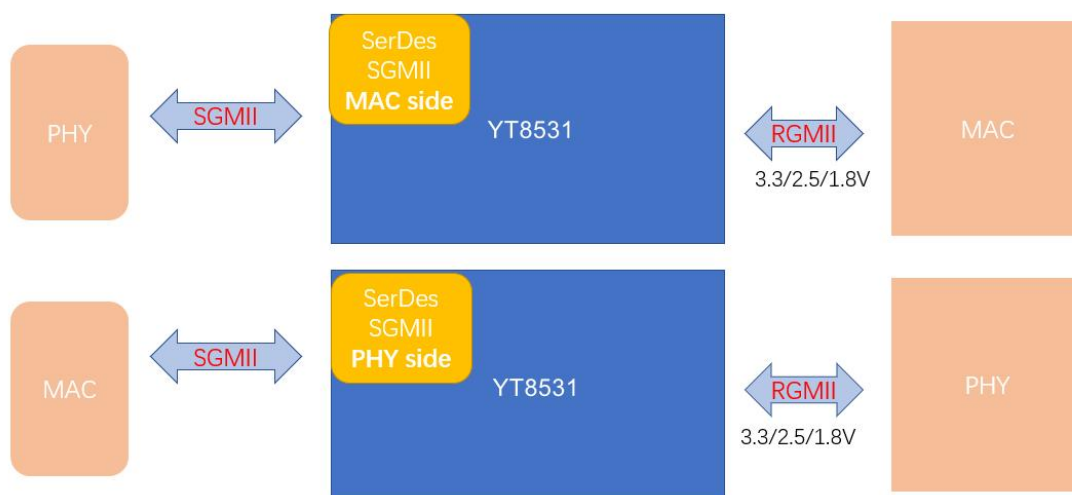 SerDes
SGMII
MAC side
PHY
SGMII
YT8531
RGMII
MAC
3.3/2.5/1.8V
SerDes
SGMII
PHY side
MAC
SGMII
YT8531
RGMII
PHY
3.3/2.5/1.8V